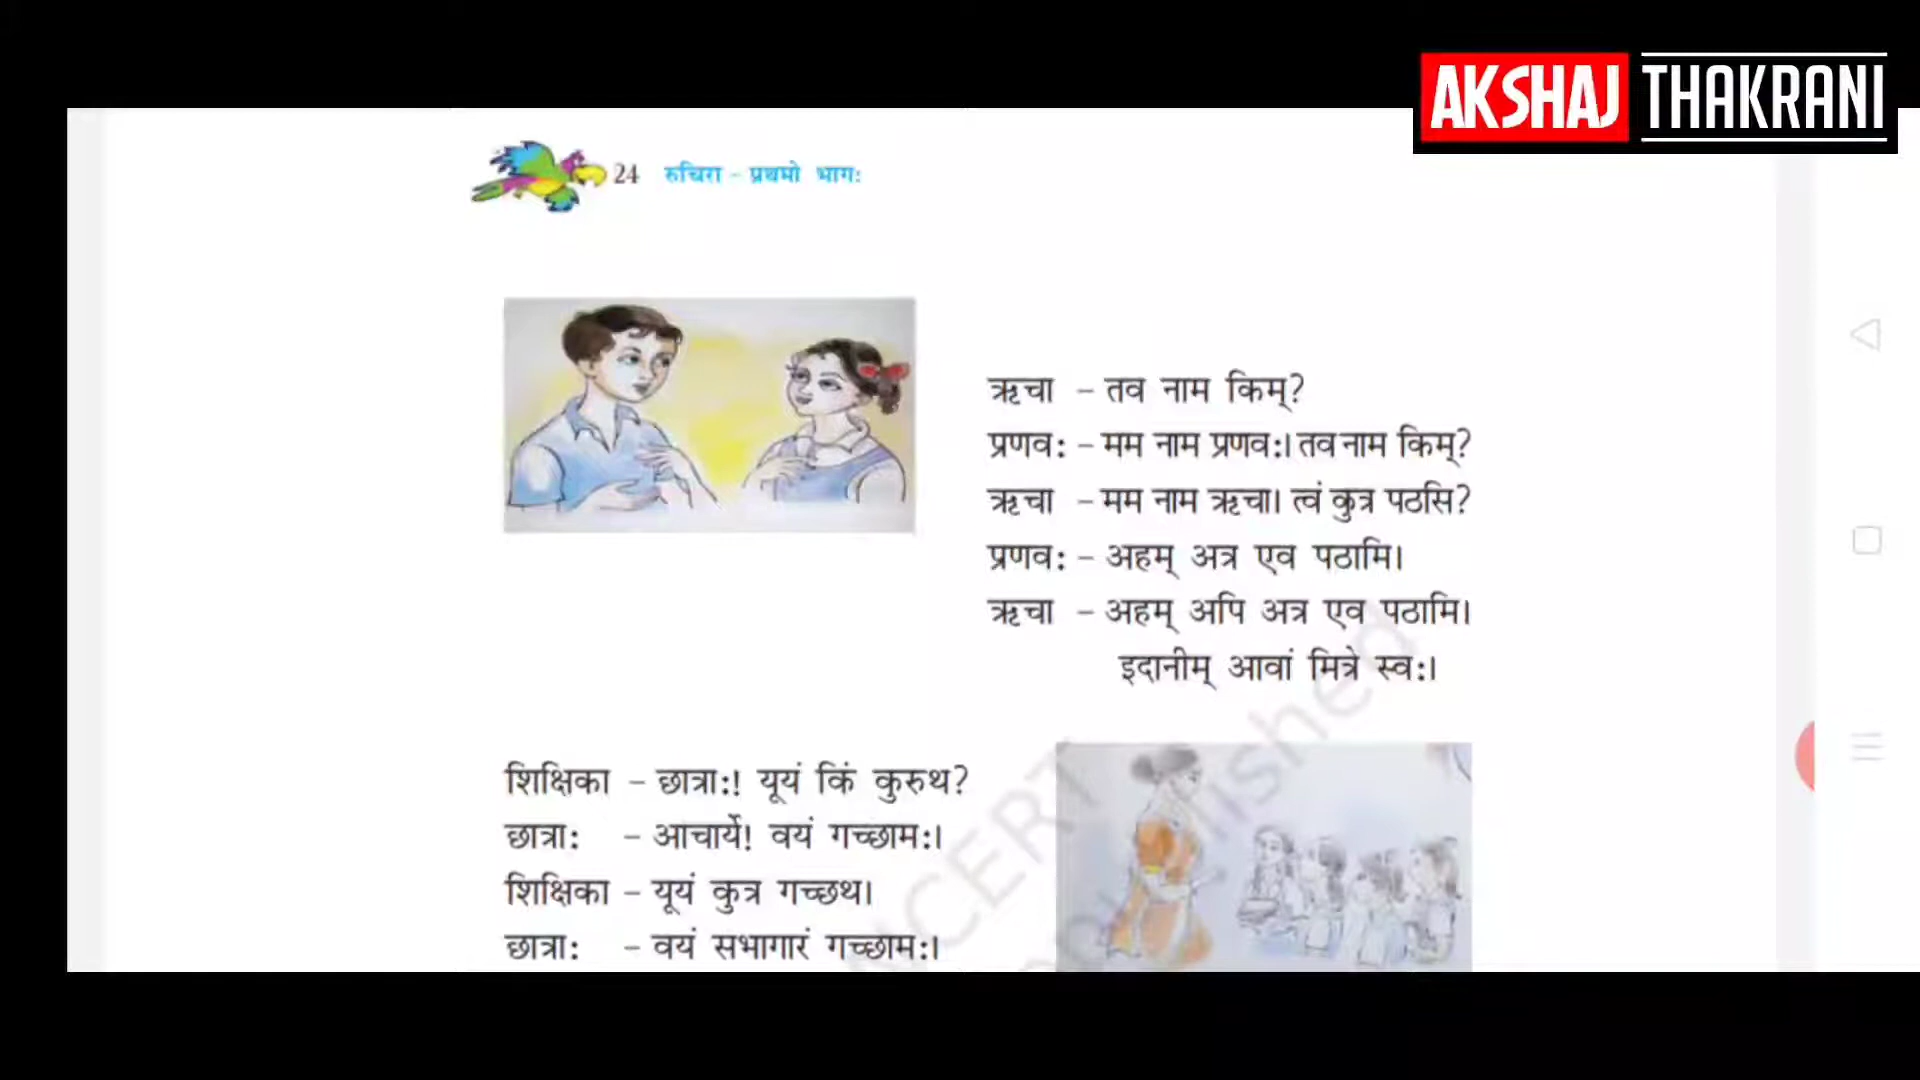 AKSHAJ THAKRANI
24 रुचिरा – प्रथमो भागः
ऋचा – तव नाम किम्?
प्रणवः – मम नाम प्रणवः। तव नाम किम्?
ऋचा – मम नाम ऋचा। त्वं कुत्र पठसि?
प्रणवः – अहम् अत्र एव पठामि।
ऋचा – अहम् अपि अत्र एव पठामि।
इदानीम् आवां मित्रे स्वः।
शिक्षिका – छात्राः! यूयं किं कुरुथ?
छात्राः – आचार्ये! वयं गच्छामः।
शिक्षिका – यूयं कुत्र गच्छथ।
छात्राः – वयं सभागारं गच्छामः।
NCERT